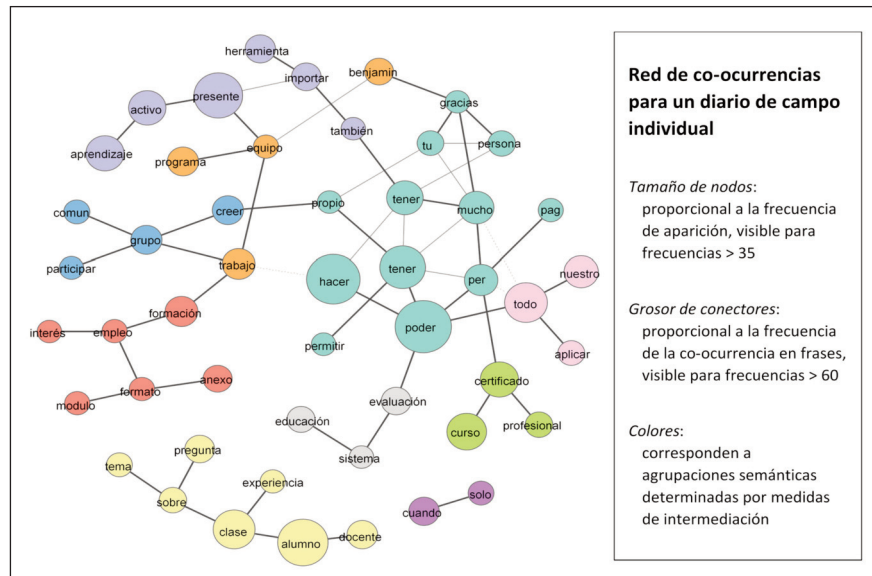 herramienta
importar
benjamin
presente
gracias
activo
también
tu
persona
aprendizaje
programa
equipo
comun
creer
propio
tener
mucho
pag
grupo
participar
trabajo
hacer
tener
per
nuestro
todo
formación
poder
interés
empleo
permitir
aplicar
formato
anexo
modulo
certificado
evaluación
educación
curso
profesional
pregunta
sistema
tema
experiencia
sobre
solo
cuando
clase
alumno
docente
Red de co-ocurrencias
para un diario de campo
individual
Tamaño de nodos:
proporcional a la frecuencia
de aparición, visible para
frecuencias > 35
Grosor de conectores:
proporcional a la frecuencia
de la co-ocurrencia en frases,
visible para frecuencias > 60
Colores:
corresponden a
agrupaciones semánticas
determinadas por medidas
de intermediación